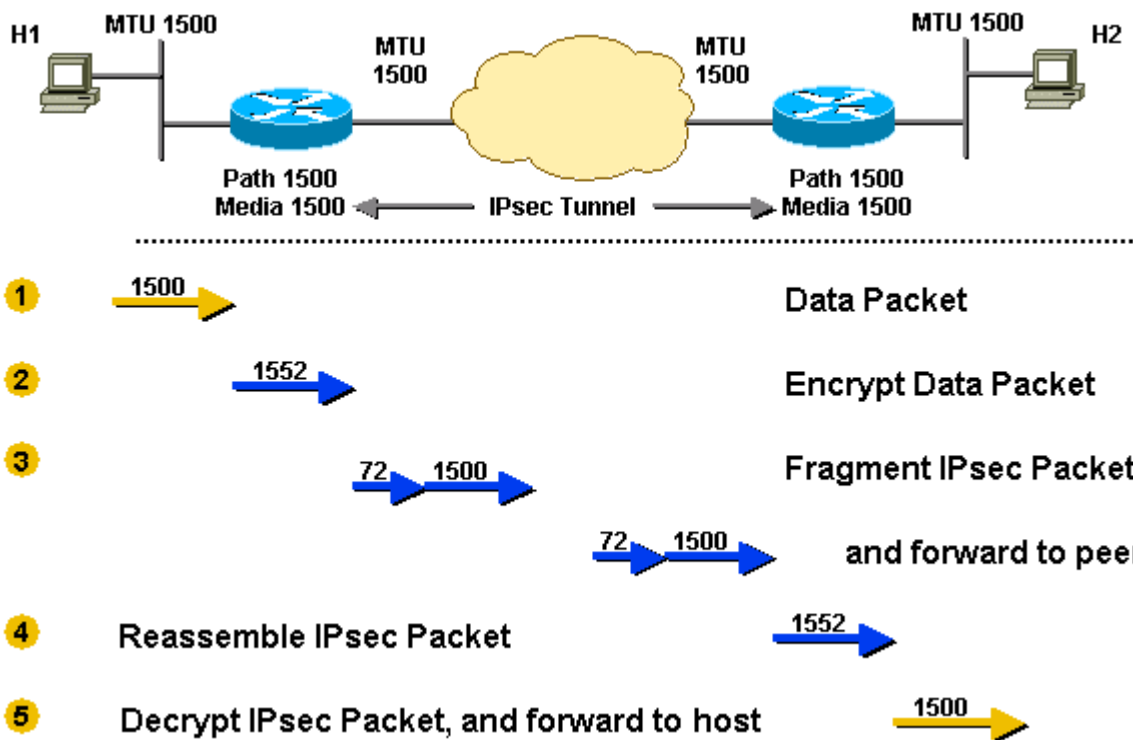 H1
MTU 1500
MTU
1500
MTU
1500
MTU 1500
H2
Path 1500
Media 1500
IPsec Tunnel
Path 1500
Media 1500
1
1500
Data Packet
2
1552
Encrypt Data Packet
3
72
1500
Fragment IPsec Packet
72
1500
and forward to peer
4
Reassemble IPsec Packet
1552
5
Decrypt IPsec Packet, and forward to host
1500